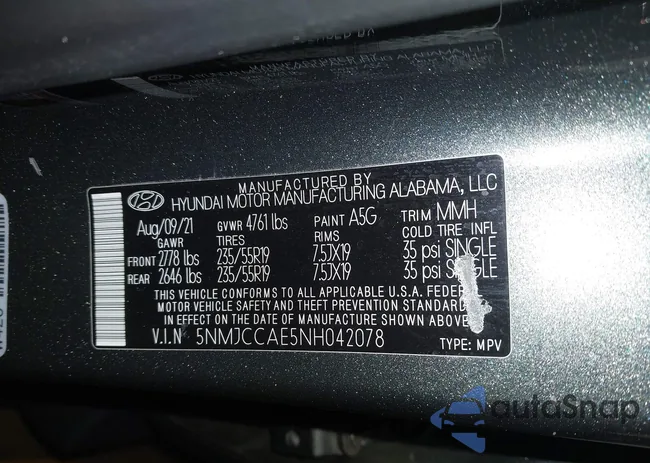 MANUFACTURED BY
HYUNDAI MOTOR MANUFACTURING ALABAMA, LLC
Aug/09/21 GVWR 4761 lbs PAINT A5G TRIM MMH
GAWR TIRES RIMS COLD TIRE INFL
FRONT 2778 lbs 235/55R19 7.5JX19 35 psi SINGLE
REAR 2646 lbs 235/55R19 7.5JX19 35 psi
THIS VEHICLE CONFORMS TO ALL APPLICABLE U.S.A.
MOTOR VEHICLE SAFETY AND THEFT PREVENTION
IN EFFECT ON THE DATE OF MANUFACTURE SHOWN ABOVE
V.I.N 5NMJCCAE5NH042078 TYPE: MPV
autoSnap